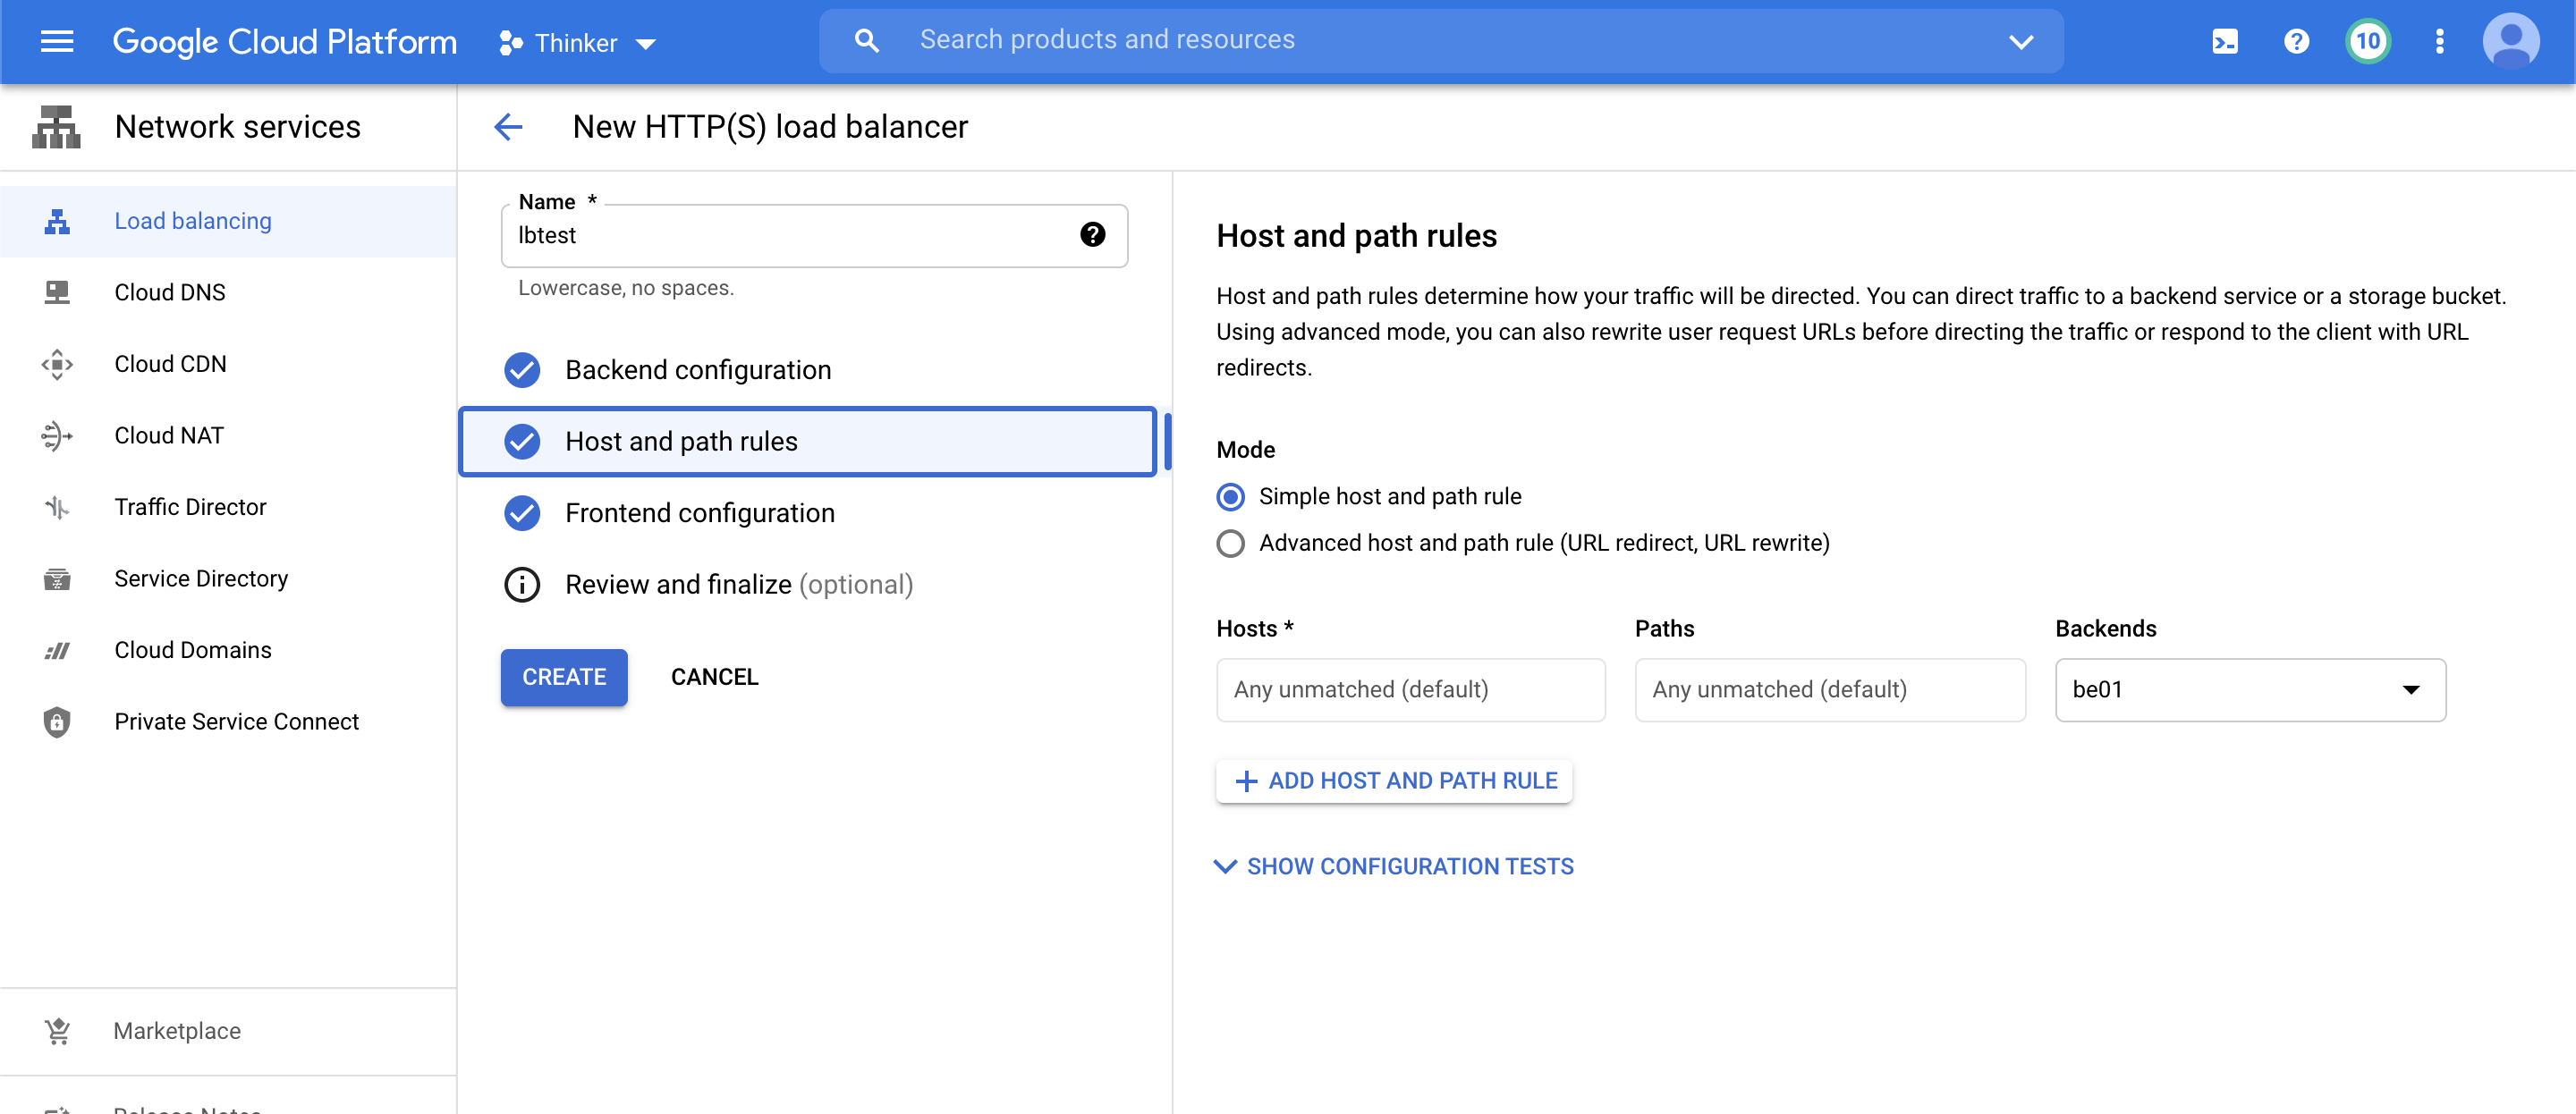 Google Cloud Platform
Thinker
Search products and resources
10
Network services
New HTTP(S) load balancer
Load balancing
Cloud DNS
Cloud CDN
Cloud NAT
Traffic Director
Service Directory
Cloud Domains
Private Service Connect
Marketplace
Release Notes
Name *
lbtest
Lowercase, no spaces.
Backend configuration
Host and path rules
Frontend configuration
Review and finalize (optional)
CREATE
CANCEL
Host and path rules
Host and path rules determine how your traffic will be directed. You can direct traffic to a backend service or a storage bucket.
Using advanced mode, you can also rewrite user request URLs before directing the traffic or respond to the client with URL
redirects.
Mode
Simple host and path rule
Advanced host and path rule (URL redirect, URL rewrite)
Hosts *
Paths
Backends
Any unmatched (default)
Any unmatched (default)
be01
ADD HOST AND PATH RULE
SHOW CONFIGURATION TESTS